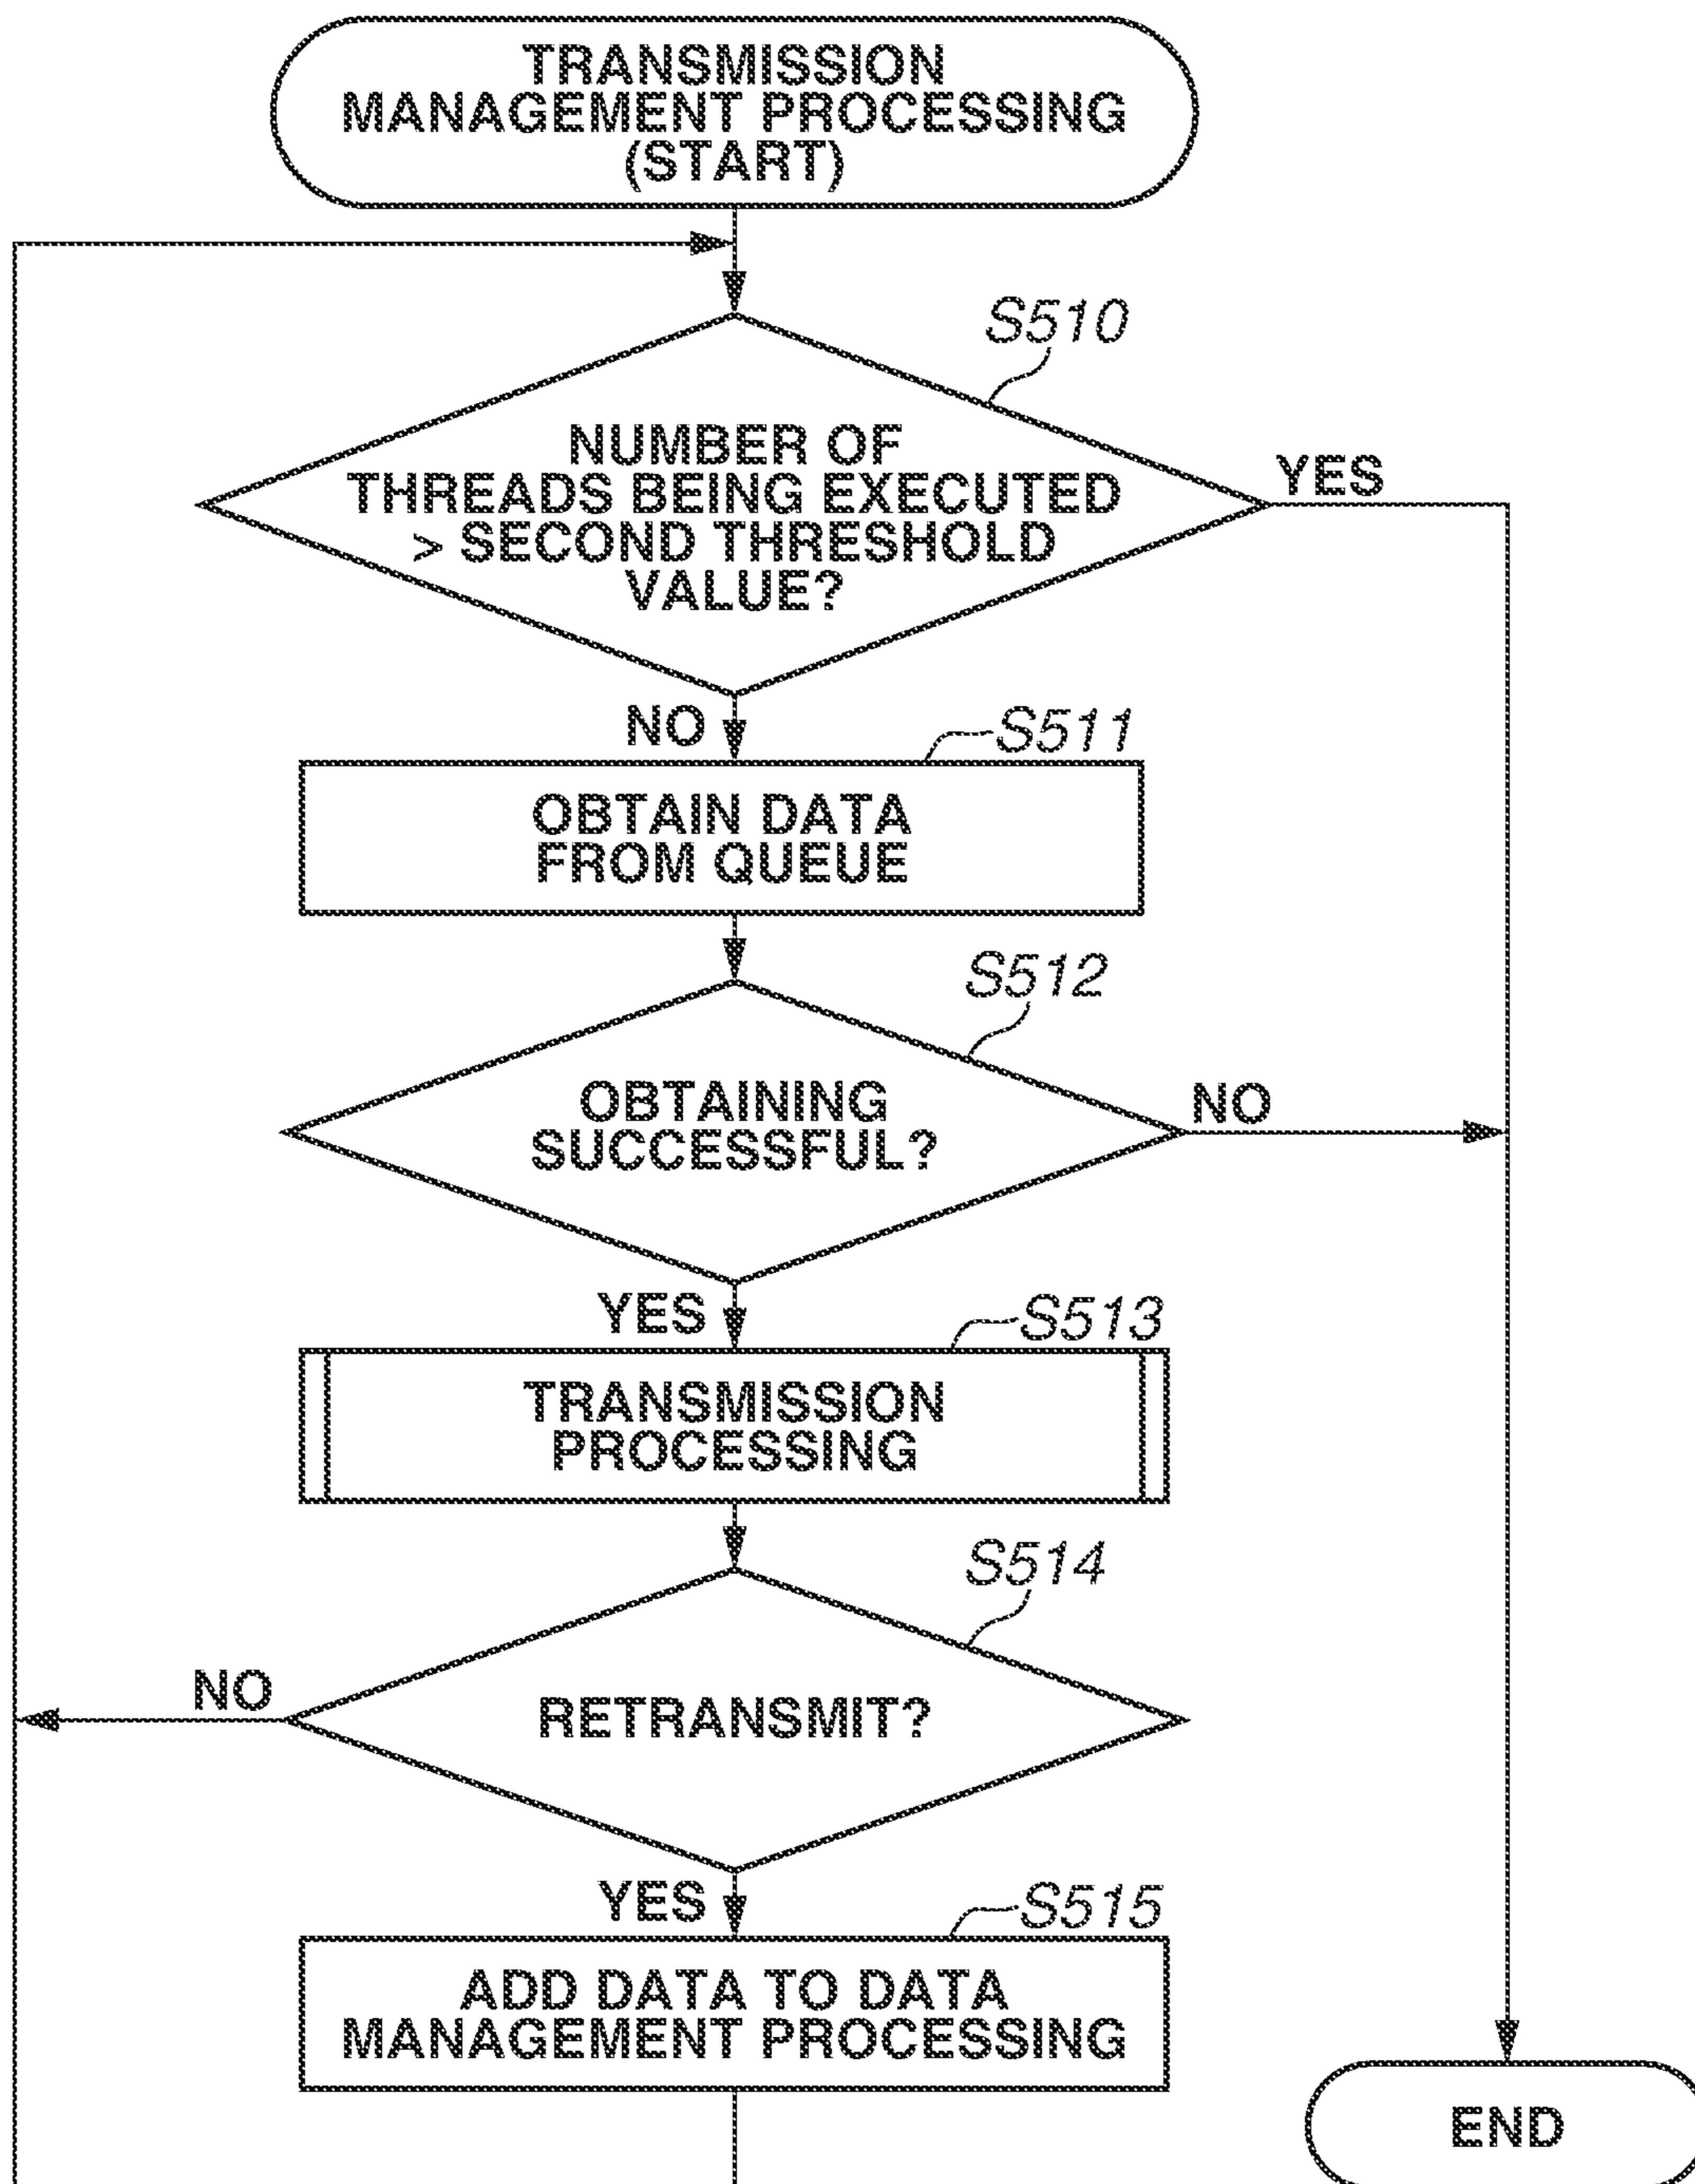 TRANSMISSION
MANAGEMENT PROCESSING
(START)
S510
NUMBER OF
THREADS BEING EXECUTED
> SECOND THRESHOLD
VALUE?
YES
NO
S511
OBTAIN DATA
FROM QUEUE
S512
OBTAINING
SUCCESSFUL?
NO
YES
S513
TRANSMISSION
PROCESSING
S514
NO
RETRANSMIT?
YES
S515
ADD DATA TO DATA
MANAGEMENT PROCESSING
END